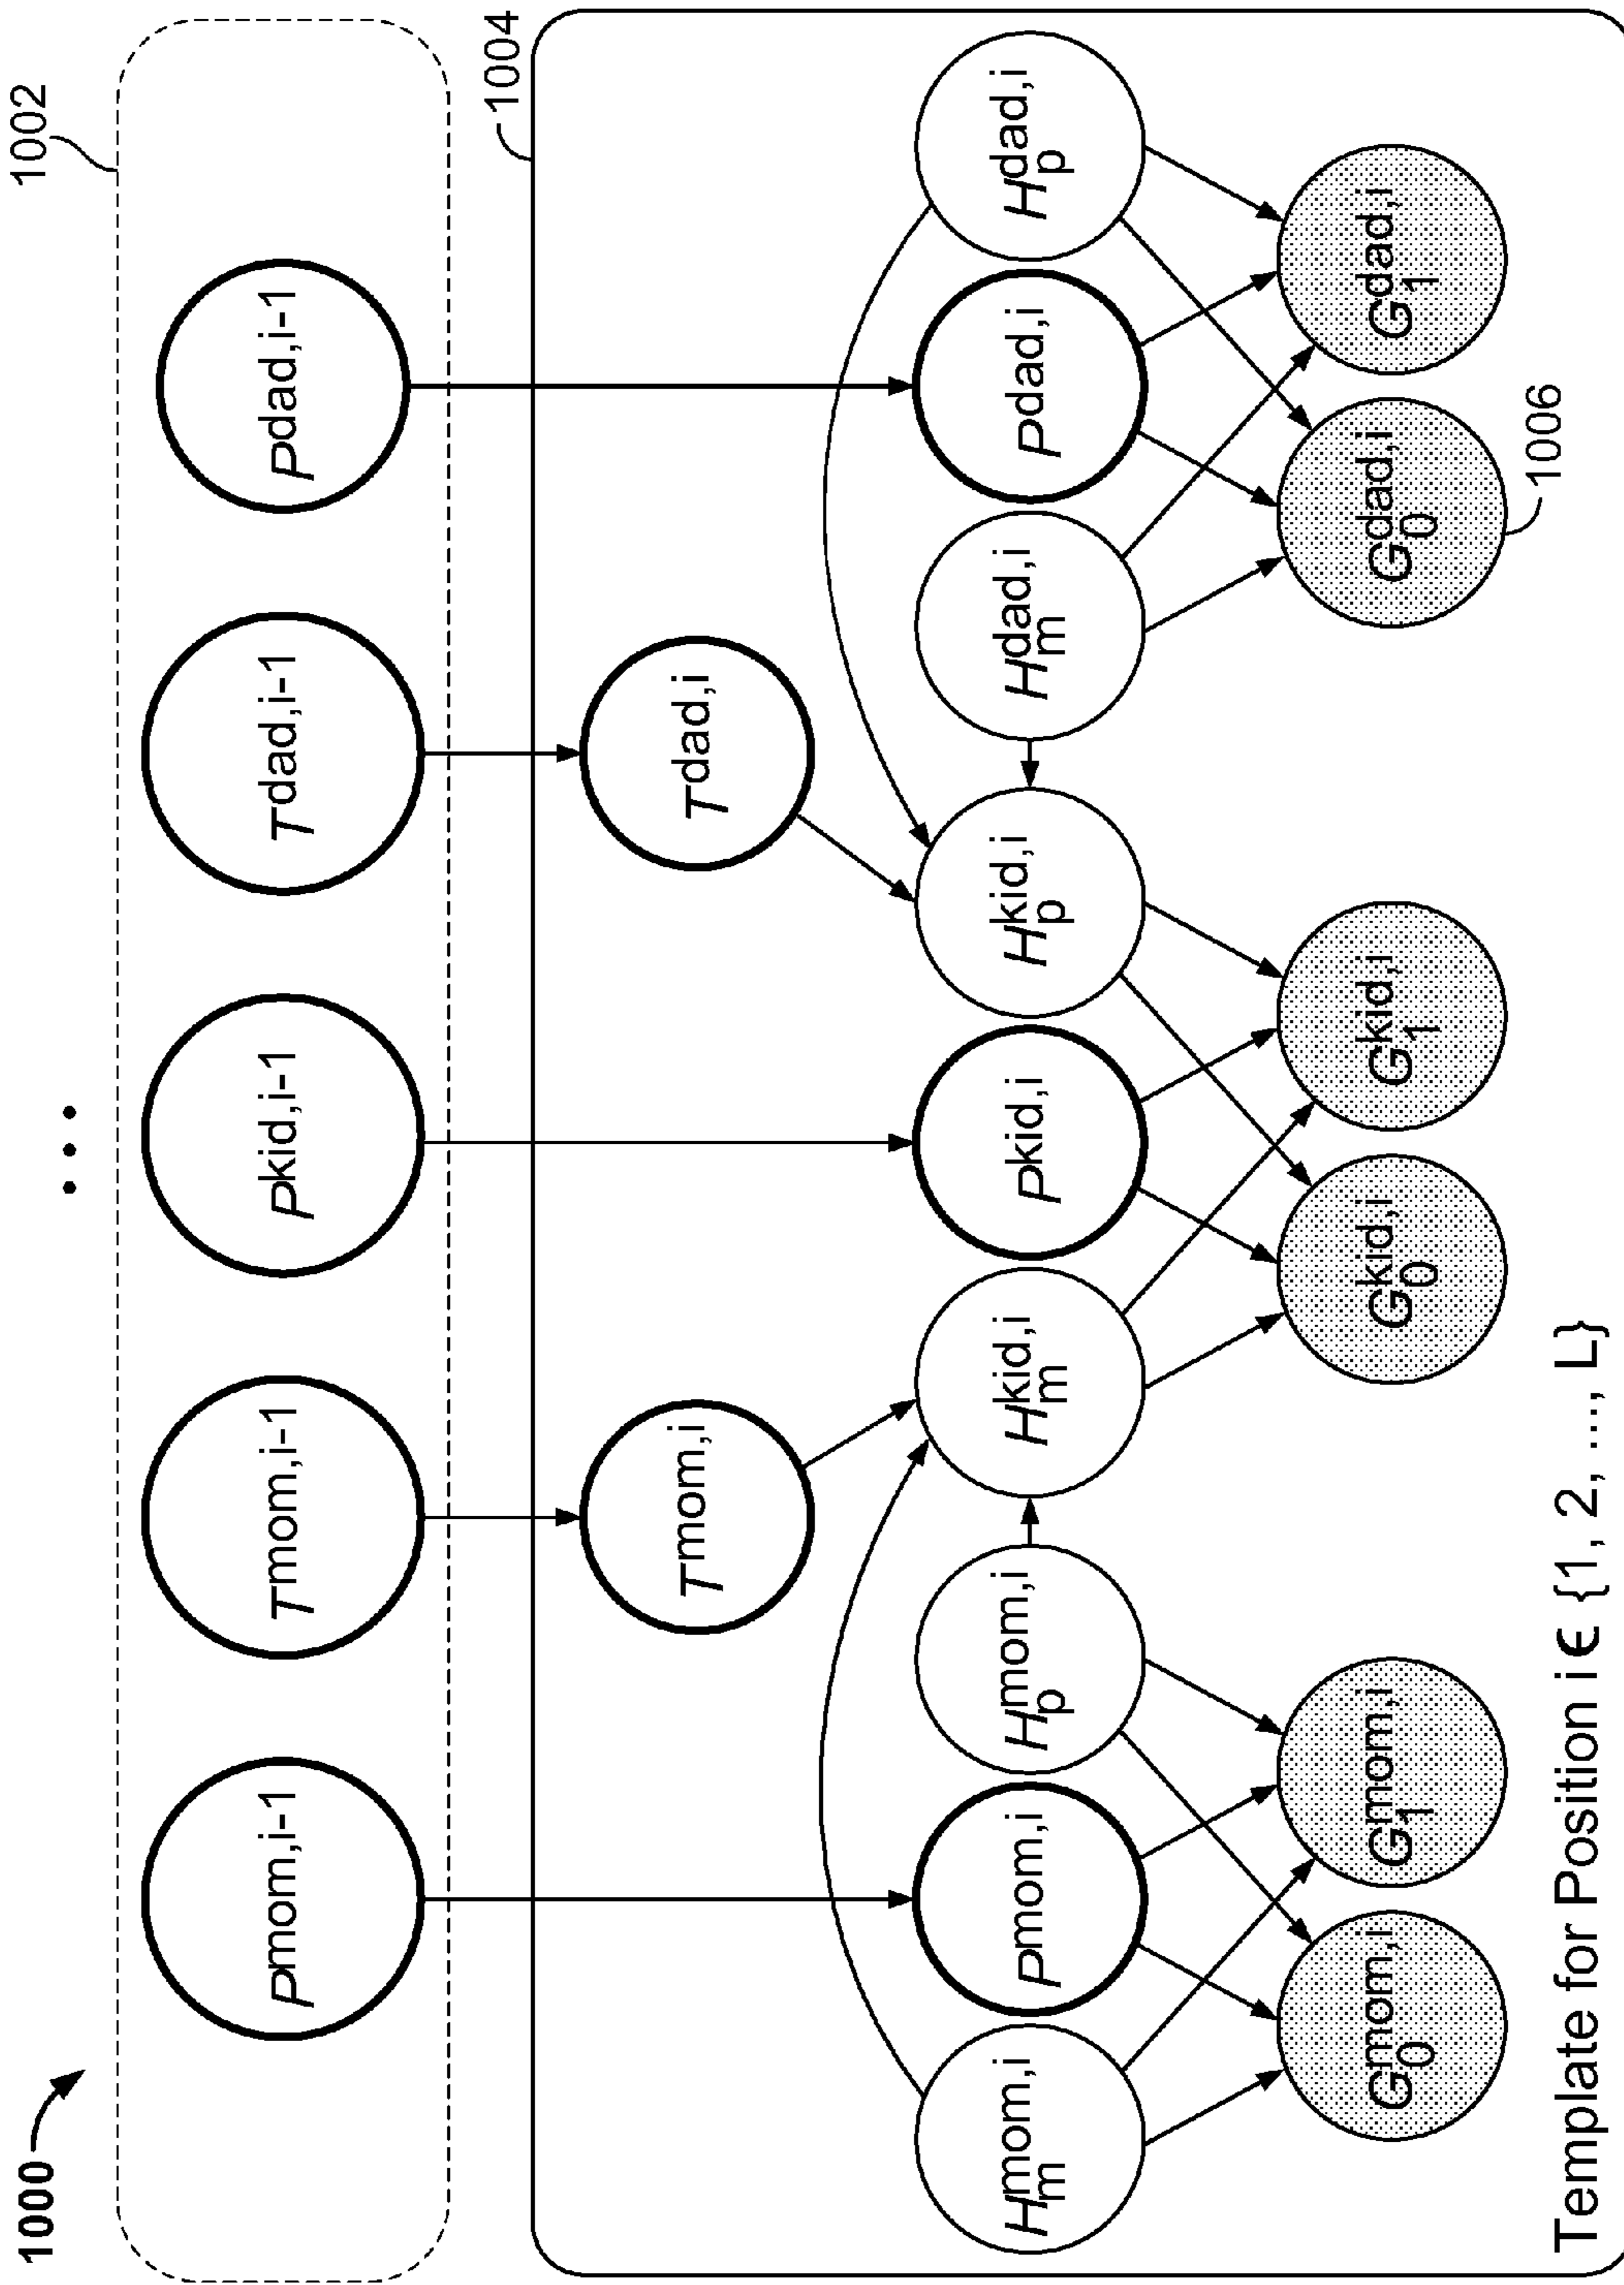 1000
1002
...
P^mom,i-1 T^mom,i-1 P^kid,i-1 T^dad,i-1 P^dad,i-1
1004
T^mom,i T^dad,i
H_m^mom,i P^mom,i H_p^mom,i H_m^kid,i P^kid,i H_p^kid,i H_m^dad,i P^dad,i H_p^dad,i
G_0^mom,i G_1^mom,i G_0^kid,i G_1^kid,i G_0^dad,i G_1^dad,i
1006
Template for Position i ϵ {1, 2, ..., L}